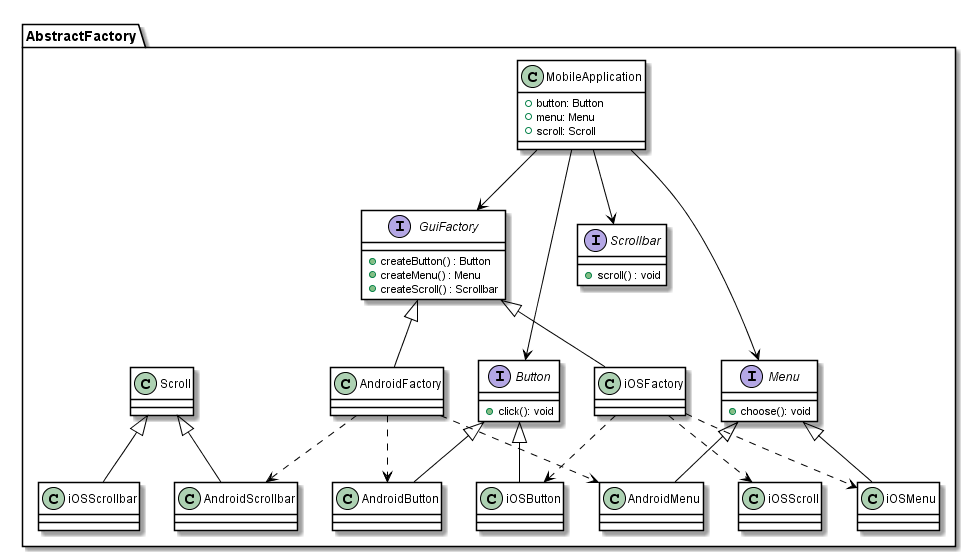 AbstractFactory
C MobileApplication
button: Button
menu: Menu
scroll: Scroll
I GuiFactory
createButton() : Button
createMenu() : Menu
createScroll() : Scrollbar
I Scrollbar
scroll() : void
C Scroll
C AndroidFactory
I Button
click(): void
C iOSFactory
I Menu
choose(): void
C iOSScrollbar
C AndroidScrollbar
C AndroidButton
C iOSButton
C AndroidMenu
C iOSScroll
C iOSMenu